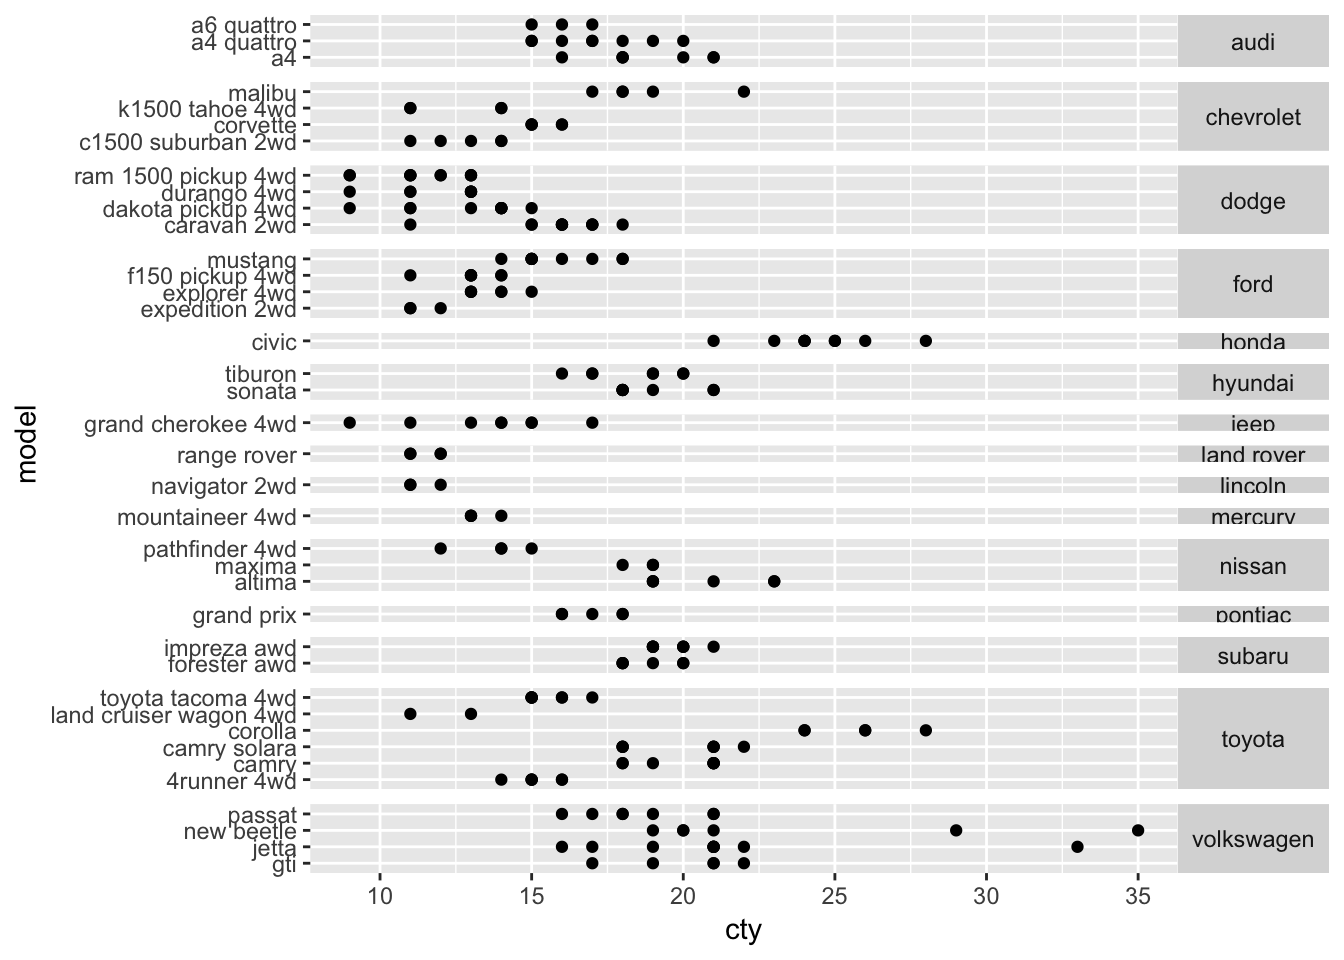 a6 quattro
a4 quattro
a4
audi
malibu
k1500 tahoe 4wd
corvette
c1500 suburban 2wd
chevrolet
ram 1500 pickup 4wd
durango 4wd
dakota pickup 4wd
caravan 2wd
dodge
mustang
f150 pickup 4wd
explorer 4wd
expedition 2wd
ford
civic
honda
tiburon
sonata
hyundai
grand cherokee 4wd
jeep
range rover
land rover
navigator 2wd
lincoln
mountaineer 4wd
mercury
pathfinder 4wd
maxima
altima
nissan
grand prix
pontiac
impreza awd
forester awd
subaru
toyota tacoma 4wd
land cruiser wagon 4wd
corolla
camry solara
camry
4runner 4wd
toyota
passat
new beetle
jetta
gti
volkswagen
model
10 15 20 25 30 35
cty